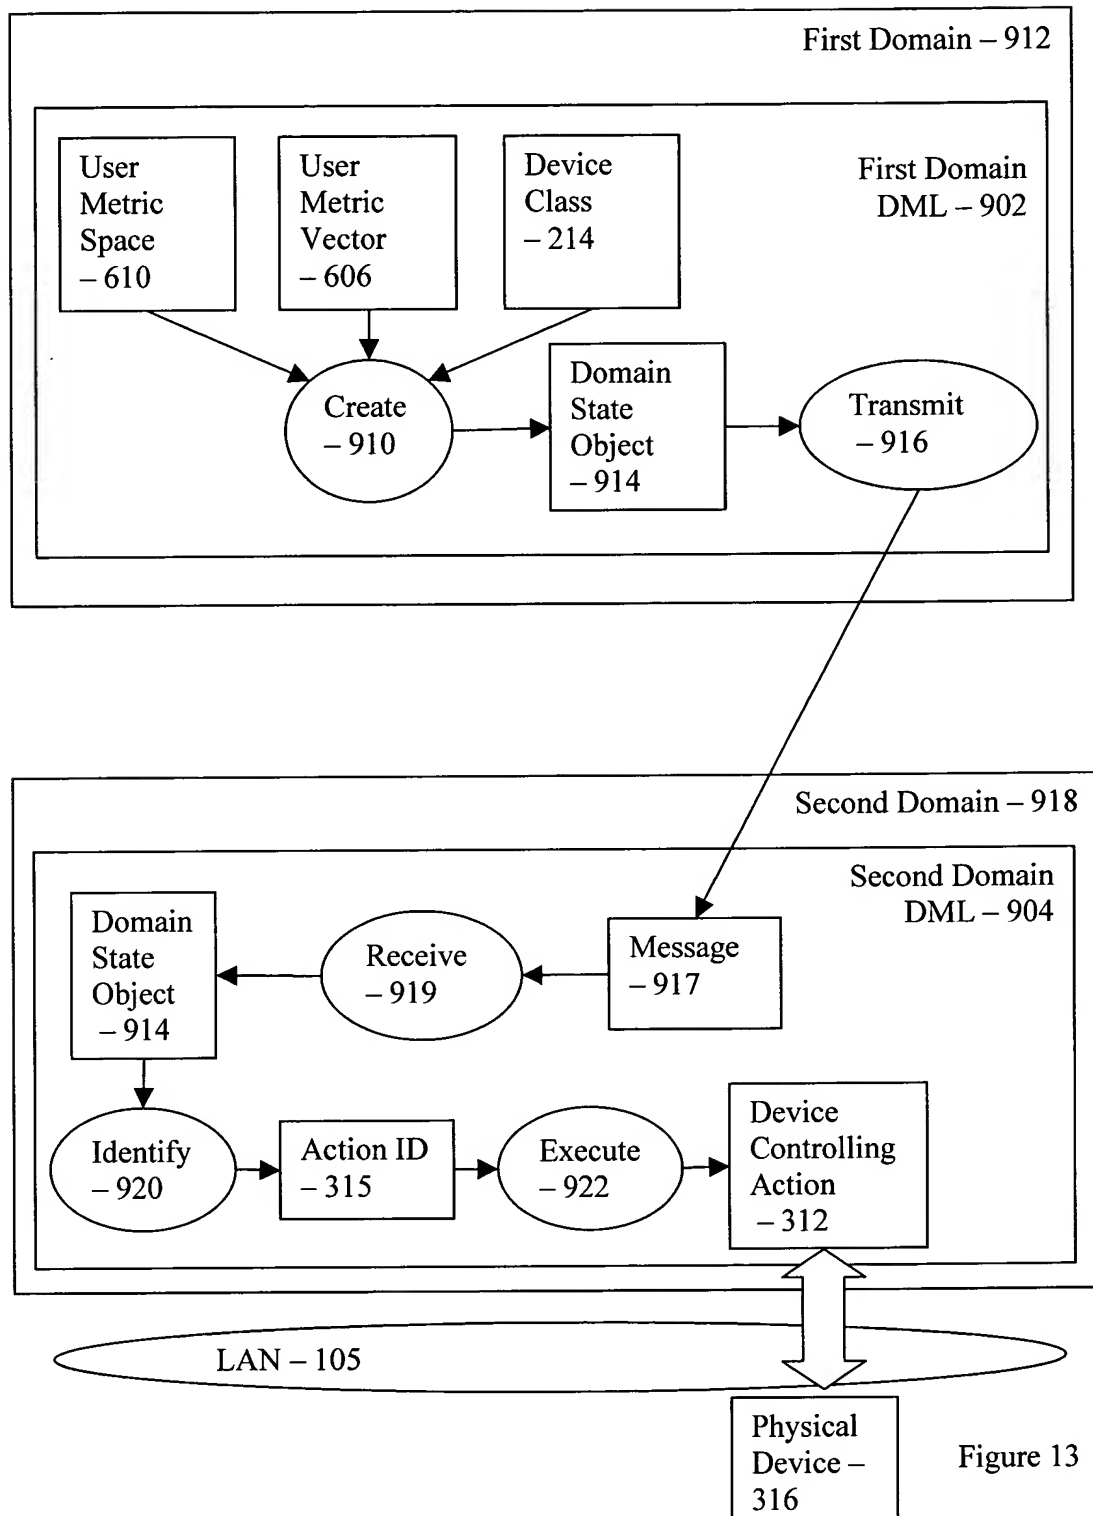 First Domain – 912
User
Metric
Space
– 610
User
Metric
Vector
– 606
Device
Class
– 214
First Domain
DML – 902
Create
– 910
Domain
State
Object
– 914
Transmit
– 916
Second Domain – 918
Second Domain
DML – 904
Domain
State
Object
– 914
Receive
– 919
Message
– 917
Identify
– 920
Action ID
– 315
Execute
– 922
Device
Controlling
Action
– 312
LAN – 105
Physical
Device –
316
Figure 13